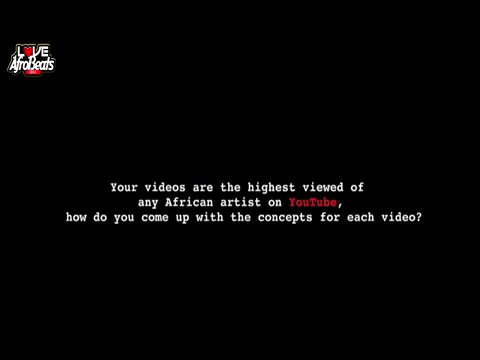 LOVE
AfroBeats
Your videos are the highest viewed of
any African artist on YouTube,
how do you come up with the concepts for each video?